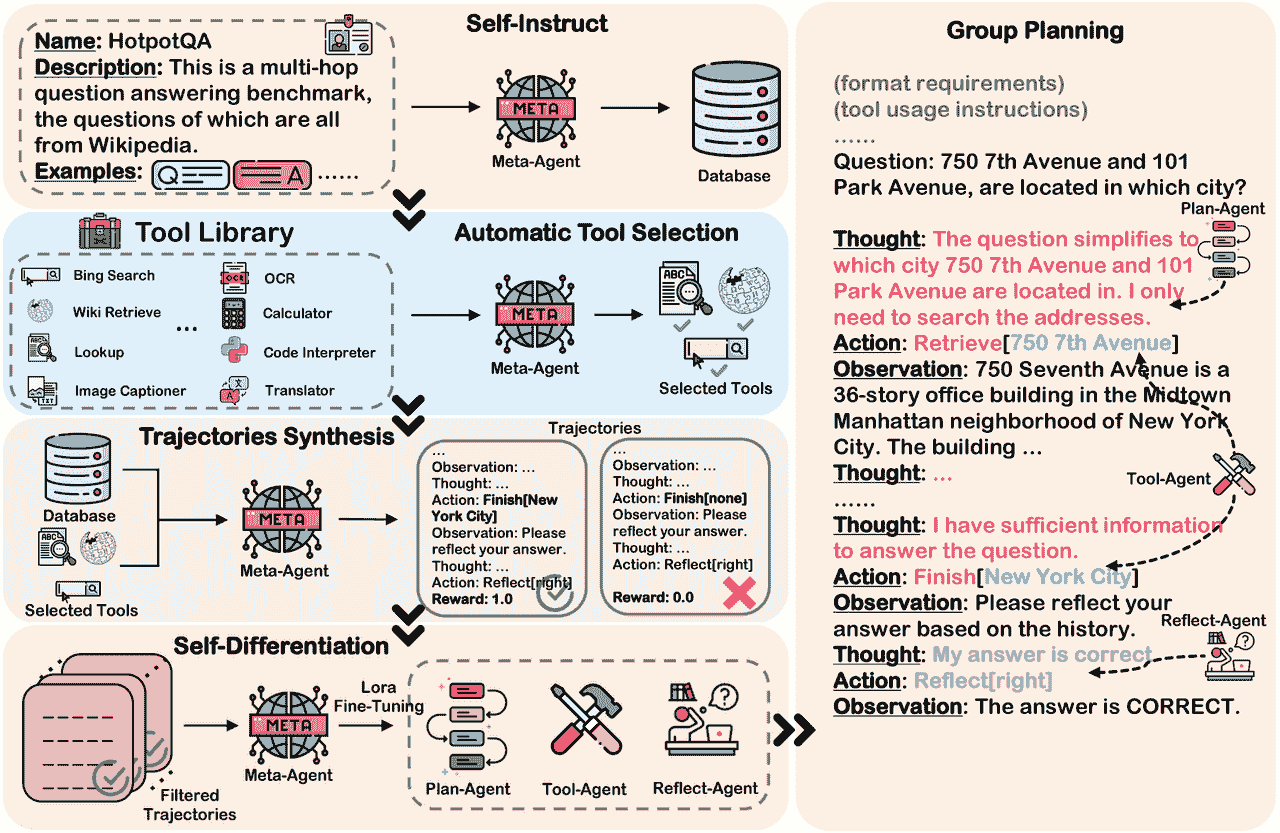 Self-Instruct
Name: HotpotQA
Description: This is a multi-hop
question answering benchmark,
the questions of which are all
from Wikipedia.
Examples: Q A ......
META
Meta-Agent
Database
Tool Library
Bing Search
Wiki Retrieve
Lookup
Image Captioner
TXT
...
OCR
OCR
Calculator
Code Interpreter
Translator
Automatic Tool Selection
META
Meta-Agent
ABC
Selected Tools
Trajectories Synthesis
Database
ABC
Selected Tools
META
Meta-Agent
Trajectories
...
Observation: ...
Thought: ...
Action: Finish[New
York City]
Observation: Please
reflect your answer.
Thought: ...
Action: Reflect[right]
Reward: 1.0
...
Observation: ...
Thought: ...
Action: Finish[none]
Observation: Please
reflect your answer.
Thought: ...
Action: Reflect[right]
Reward: 0.0
Self-Differentiation
Filtered
Trajectories
META
Meta-Agent
Lora
Fine-Tuning
Plan-Agent
Tool-Agent
Reflect-Agent
Group Planning
(format requirements)
(tool usage instructions)
......
Question: 750 7th Avenue and 101
Park Avenue, are located in which city?
Plan-Agent
Thought: The question simplifies to
which city 750 7th Avenue and 101
Park Avenue are located in. I only
need to search the addresses.
Action: Retrieve[750 7th Avenue]
Observation: 750 Seventh Avenue is a
36-story office building in the Midtown
Manhattan neighborhood of New York
City. The building ...
Thought: ...
Tool-Agent
......
Thought: I have sufficient information
to answer the question.
Action: Finish[New York City]
Observation: Please reflect your
answer based on the history.
Reflect-Agent
Thought: My answer is correct
Action: Reflect[right]
Observation: The answer is CORRECT.